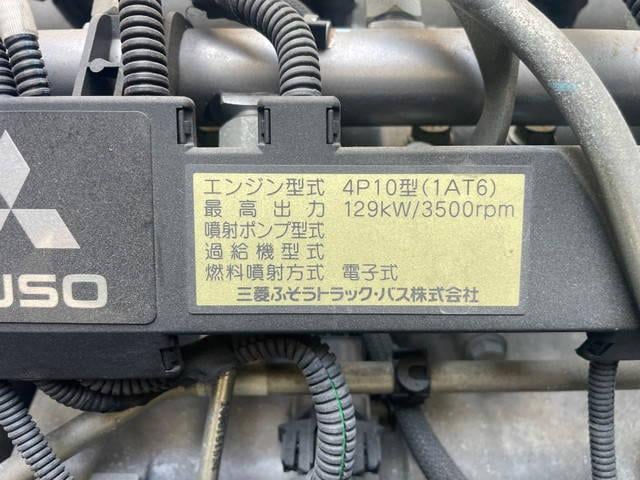 エンジン型式 4P10型(1AT6)
最高出力 129kW/3500rpm
噴射ポンプ型式
過給機型式
燃料噴射方式 電子式
三菱ふそうトラック・バス株式会社
USO